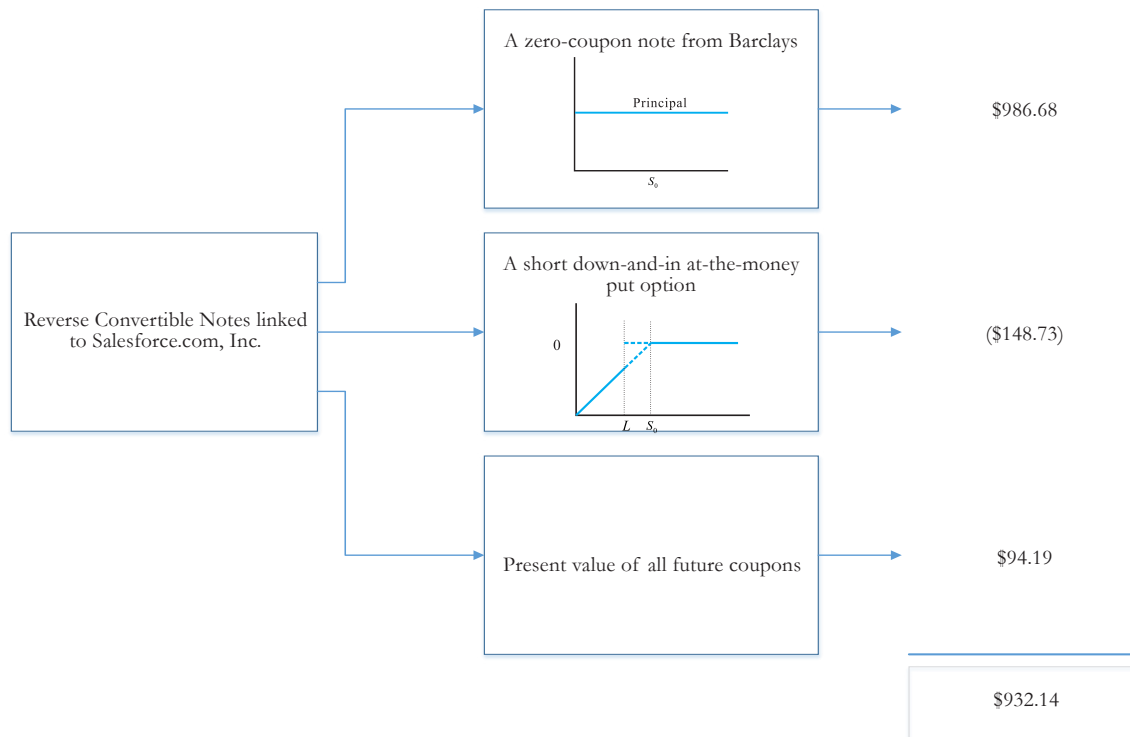 A zero-coupon note from Barclays
Principal
S₀
$986.68
Reverse Convertible Notes linked
to Salesforce.com, Inc.
A short down-and-in at-the-money
put option
0
L S₀
($148.73)
Present value of all future coupons
$94.19
$932.14